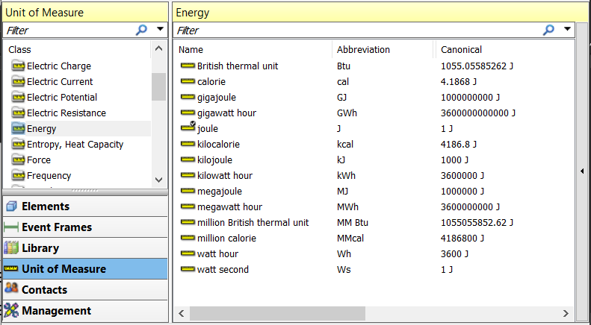 Unit of Measure
Filter
Class
Electric Charge
Electric Current
Electric Potential
Electric Resistance
Energy
Entropy, Heat Capacity
Force
Frequency
Elements
Event Frames
Library
Unit of Measure
Contacts
Management
Energy
Filter
Name Abbreviation Canonical
British thermal unit Btu 1055.05585262 J
calorie cal 4.1868 J
gigajoule GJ 1000000000 J
gigawatt hour GWh 3600000000000 J
joule J 1 J
kilocalorie kcal 4186.8 J
kilojoule kJ 1000 J
kilowatt hour kWh 3600000 J
megajoule MJ 1000000 J
megawatt hour MWh 3600000000 J
million British thermal unit MM Btu 1055055852.62 J
million calorie MMcal 4186800 J
watt hour Wh 3600 J
watt second Ws 1 J